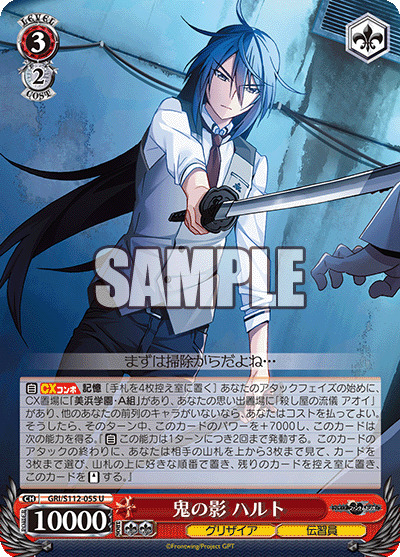 LEVEL
3
2
COST
SAMPLE
まずは掃除からだよね…
【自】 CXコンボ 記憶 [手札を4枚控え室に置く] あなたのアタックフェイズの始めに、
CX置場に「美浜学園・A組」があり、あなたの思い出置場に「殺し屋の流儀 アオイ」
があり、他のあなたの前列のキャラがいないなら、あなたはコストを払ってよい。
そうしたら、そのターン中、このカードのパワーを+7000し、このカード
は次の能力を得る。『【自】 この能力は1ターンにつき2回まで発動する。このカード
のアタックの終わりに、あなたは相手の山札を上から3枚まで見て、カード
を3枚まで選び、山札の上に好きな順番で置き、残りのカードを控え室に置き、
このカードを【スタンド】する。』
CH
GRI/S112-055 U
10000
鬼の影 ハルト
グリザイア
伝習員
©Frontwing/Project GPT